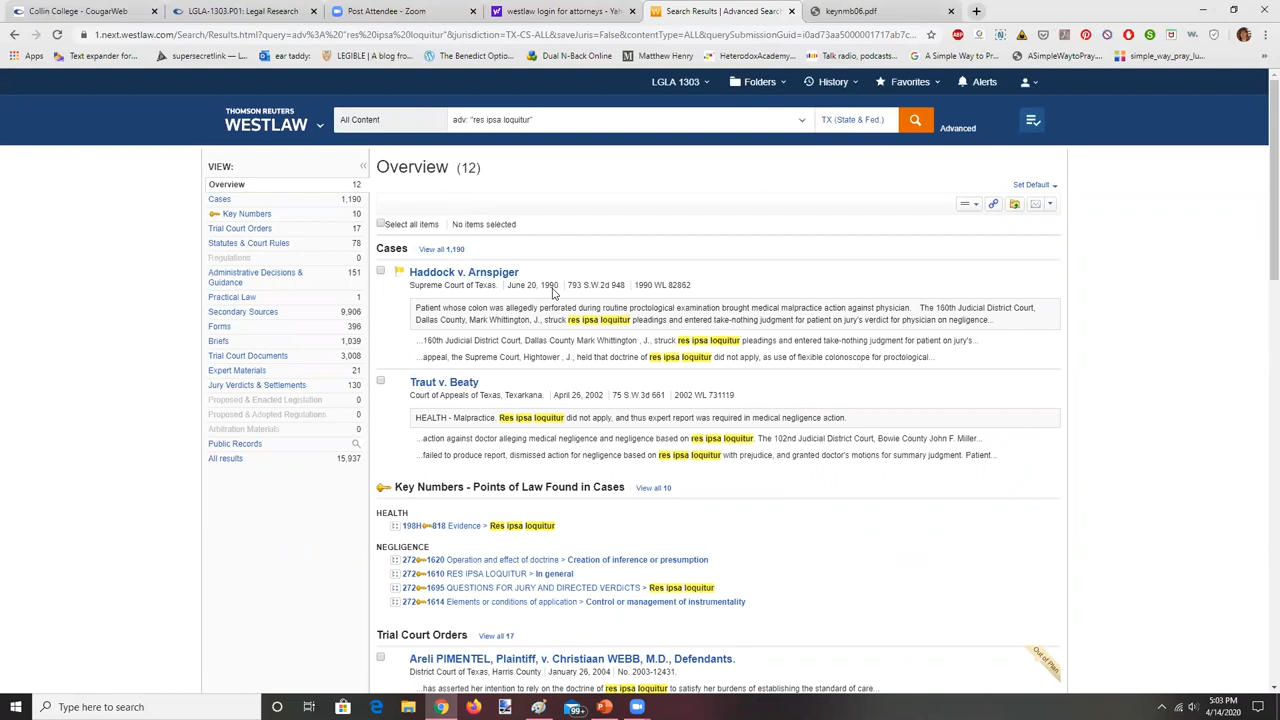 Collin College - WebCo
LGLA-1303-PCT01-20
Watch
Yahoo
Search Results - Westla
keynmb06.pdf
1.next.westlaw.com/Search/Results.html?query=adv%3A%20"res%20ipsa%20loquitur"&jurisdiction=TX-CS-ALL&saveJuris=False&contentType=ALL&querySubmissionGuid=i0ad73aa5000001717ab7c...
Apps
Text expander
supersecretlink
LEGIBLE | A blog fro...
ear taddy
the Benedict Option...
Dual N-Back Online
Matthew Henry
HeterodoxAcademy...
Talk radio, podcasts...
A Simple Way to Pr...
simple_way_pray_lu...
LGLA 1303
Folders
History
Favorites
Alerts
THOMSON REUTERS
WESTLAW
All Content
adv: "res ipsa loquitur"
TX (State & Fed.)
Advanced
VIEW:
Overview 12
Cases 1,190
Key Numbers 10
Trial Court Orders 17
Statutes & Court Rules 78
Regulations 0
Administrative Decisions & 151
Guidance
Practical Law 1
Secondary Sources 9,906
Forms 396
Briefs 1,039
Trial Court Documents 3,008
Expert Materials 21
Jury Verdicts & Settlements 130
Proposed & Enacted Legislation 0
Proposed & Adopted Regulations 0
Arbitration Materials 0
Public Records
All results 15,937
Overview (12)
Set Default
Select all items No items selected
Cases View all 1,190
Haddock v. Arnspiger
Supreme Court of Texas. June 20, 1990 793 S.W.2d 948 1990 WL 82862
Patient whose colon was allegedly perforated during routine proctological examination brought medical malpractice action against physician. The 160th Judicial District Court,
Dallas County, Mark Whittington, J., struck res ipsa loquitur pleadings and entered take-nothing judgment for patient on jury's verdict for physician on negligence...
...160th Judicial District Court, Dallas County Mark Whittington , J., struck res ipsa loquitur pleadings and entered take-nothing judgment for patient on jury's...
...appeal, the Supreme Court, Hightower , J., held that doctrine of res ipsa loquitur did not apply, as use of flexible colonoscope for proctological...
Traut v. Beaty
Court of Appeals of Texas, Texarkana. April 26, 2002 75 S.W.3d 661 2002 WL 731119
HEALTH - Malpractice. Res ipsa loquitur did not apply, and thus expert report was required in medical negligence action.
...action against doctor alleging medical negligence and negligence based on res ipsa loquitur. The 102nd Judicial District Court, Bowie County John F. Miller...
...failed to produce report, dismissed action for negligence based on res ipsa loquitur with prejudice, and granted doctor's motions for summary judgment. Patient...
Key Numbers - Points of Law Found in Cases View all 10
HEALTH
198H 818 Evidence > Res ipsa loquitur
NEGLIGENCE
272 1620 Operation and effect of doctrine > Creation of inference or presumption
272 1610 RES IPSA LOQUITUR > In general
272 1695 QUESTIONS FOR JURY AND DIRECTED VERDICTS > Res ipsa loquitur
272 1614 Elements or conditions of application > Control or management of instrumentality
Trial Court Orders View all 17
Areli PIMENTEL, Plaintiff, v. Christiaan WEBB, M.D., Defendants.
District Court of Texas, Harris County January 26, 2004 No. 2003-12431.
...has asserted her intention to rely on the doctrine of res ipsa loquitur to satisfy her burdens of establishing the standard of care...
Out of Plan
Type here to search
99+
5:03 PM
4/14/2020